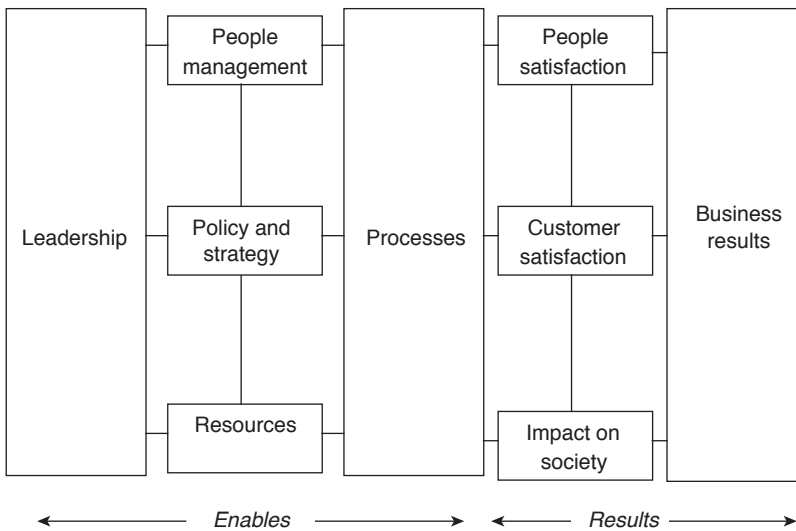 Leadership
People
management
Policy and
strategy
Resources
Processes
People
satisfaction
Customer
satisfaction
Impact on
society
Business
results
Enables
Results